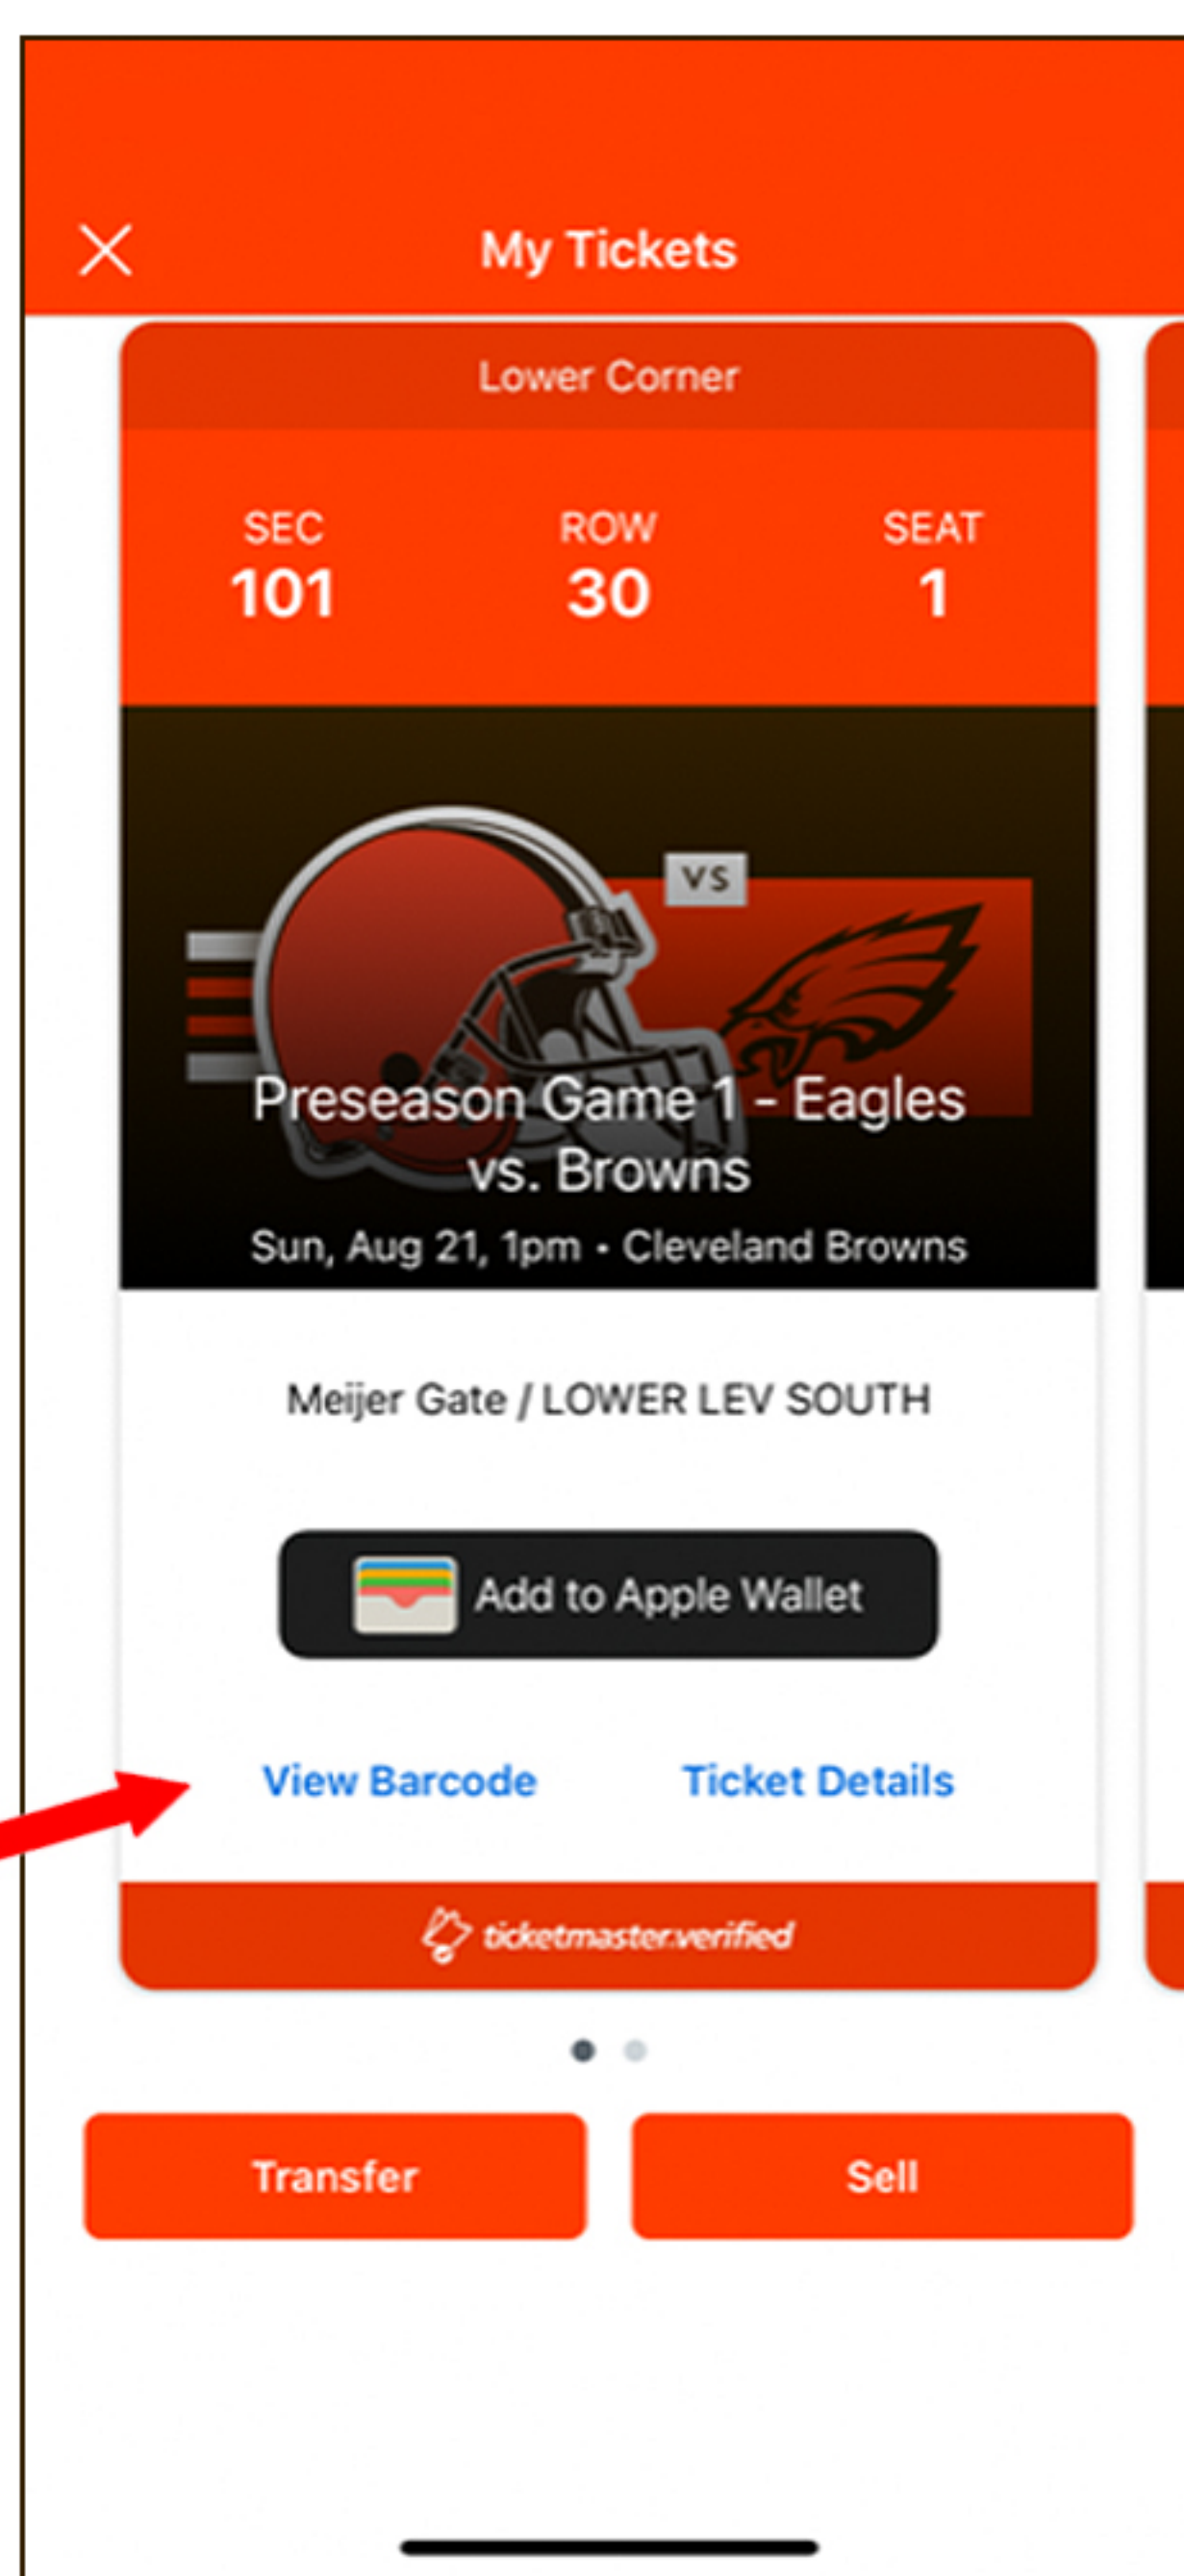 My Tickets
Lower Corner
SEC ROW SEAT
101 30 1
VS
Preseason Game 1 - Eagles
vs. Browns
Sun, Aug 21, 1pm • Cleveland Browns
Meijer Gate / LOWER LEV SOUTH
Add to Apple Wallet
View Barcode Ticket Details
ticketmaster.verified
Transfer Sell